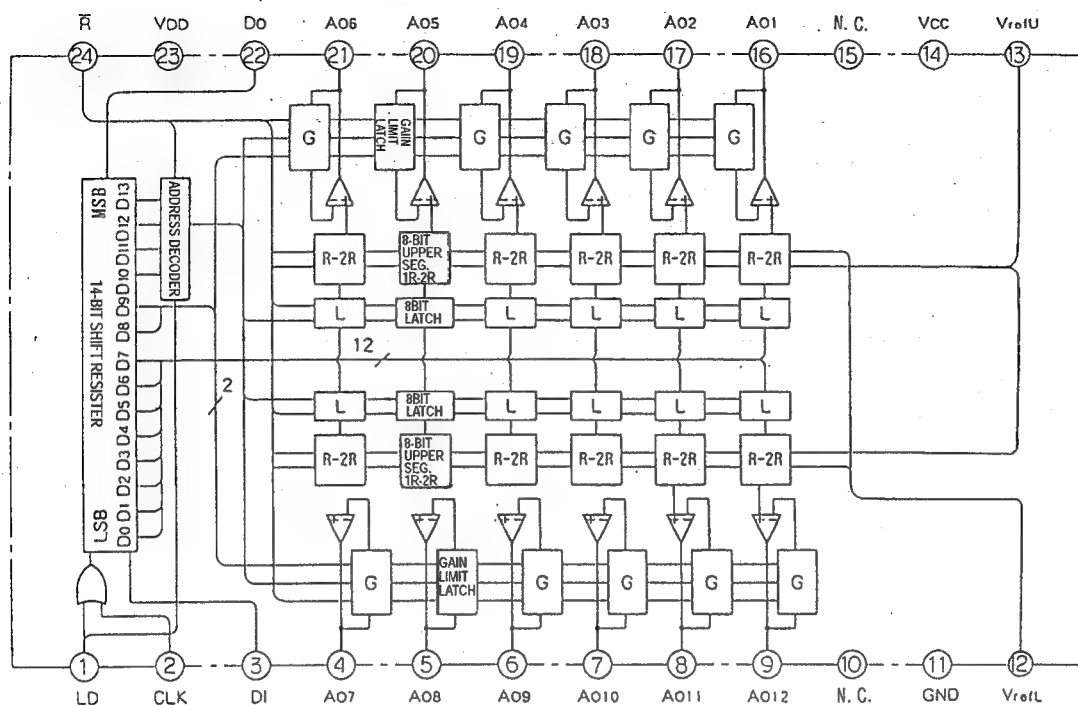 R̅ VDD Do AO6 AO5 AO4 AO3 AO2 AO1 N.C. VCC VrefU
24 23 22 21 20 19 18 17 16 15 14 13
G GAIN LIMIT LATCH G G G G
BSM 14-BIT SHIFT RESISTER LSB
D13
D12
D11
D10
D9
D8
D7
D6
D5
D4
D3
D2
D1
D0
ADDRESS DECODER
R-2R 8-BIT UPPER SEG. 1R-2R R-2R R-2R R-2R R-2R
L 8BIT LATCH L L L L
12
2
L 8BIT LATCH L L L L
R-2R 8-BIT UPPER SEG. 1R-2R R-2R R-2R R-2R R-2R
+- +- +- +- +- +-
G GAIN LIMIT LATCH G G G G
1 2 3 4 5 6 7 8 9 10 11 12
LD CLK DI AO7 AO8 AO9 AO10 AO11 AO12 N.C. GND VrefL